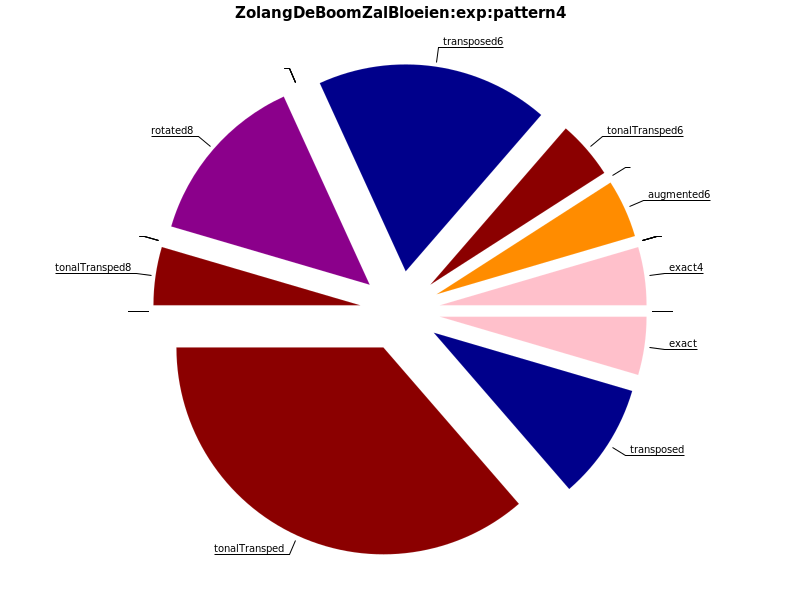 ZolangDeBoomZalBloeien:exp:pattern4
transposed6
rotated8
tonalTransped6
augmented6
tonalTransped8
exact4
exact
transposed
tonalTransped